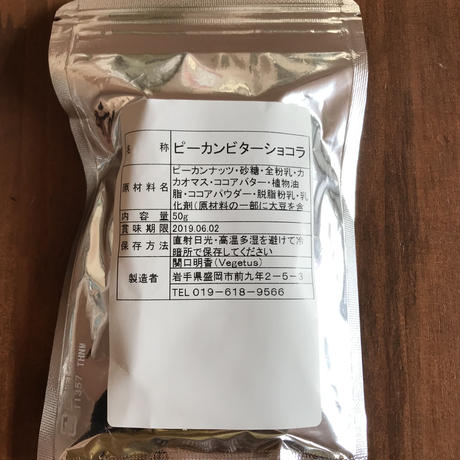 名 称 ピーカンビターショコラ
原材料名 ピーカンナッツ・砂糖・全粉乳・カ
カオマス・ココアバター・植物油
脂・ココアパウダー・脱脂粉乳・乳
化剤(原材料の一部に大豆を含
内 容 量 50g
賞味期限 2019.06.02
保存方法 直射日光・高温多湿を避けて冷
暗所で保存してください
製造者 関口明香(Vegetus)
岩手県盛岡市前九年2-5-3
TEL 019-618-9566
11357 THNW